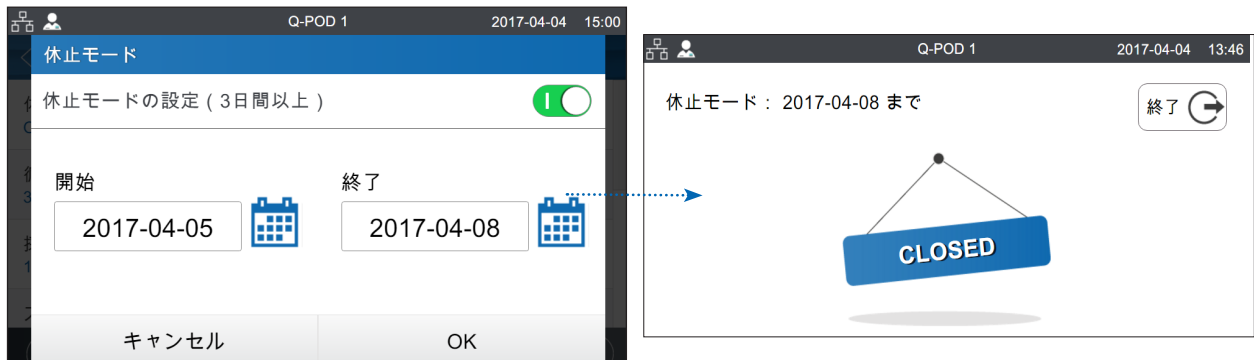 Q-POD 1 2017-04-04 15:00
休止モード
休止モードの設定 ( 3日間以上 )
開始 終了
2017-04-05 2017-04-08
キャンセル OK
Q-POD 1 2017-04-04 13:46
休止モード : 2017-04-08 まで
終了
CLOSED